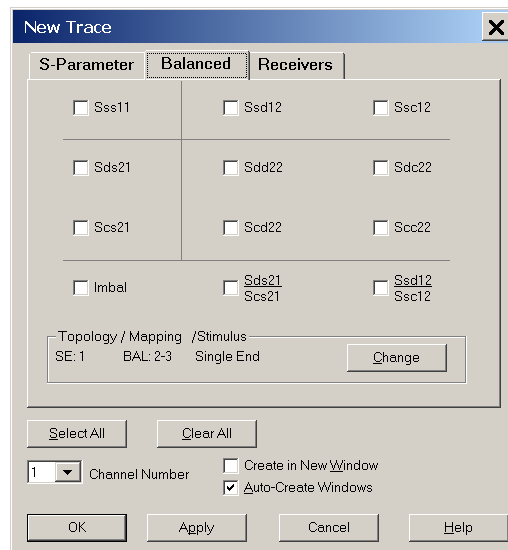 New Trace
S-Parameter Balanced Receivers
Sss11 Ssd12 Ssc12
Sds21 Sdd22 Sdc22
Scs21 Scd22 Scc22
Imbal Sds21 Ssd12
Scs21 Ssc12
Topology / Mapping /Stimulus
SE: 1 BAL: 2-3 Single End Change
Select All Clear All
1 Channel Number
Create in New Window
Auto-Create Windows
OK Apply Cancel Help